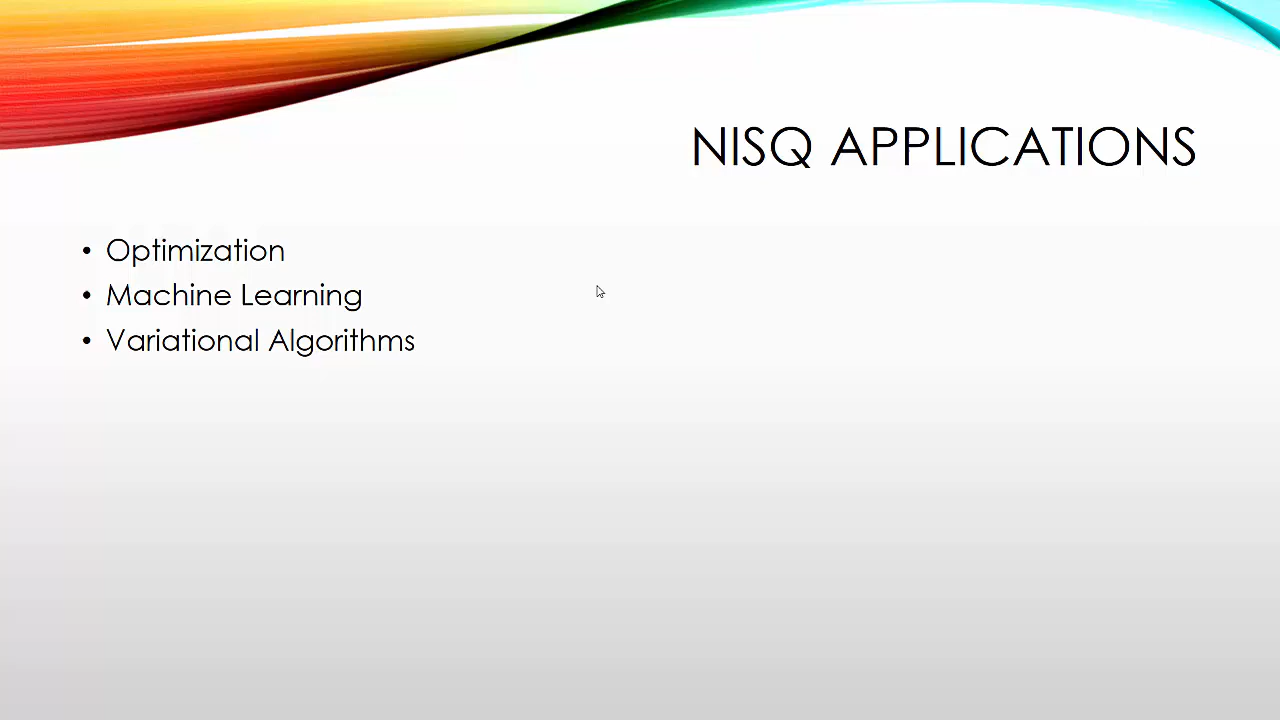 NISQ APPLICATIONS
• Optimization
• Machine Learning
• Variational Algorithms